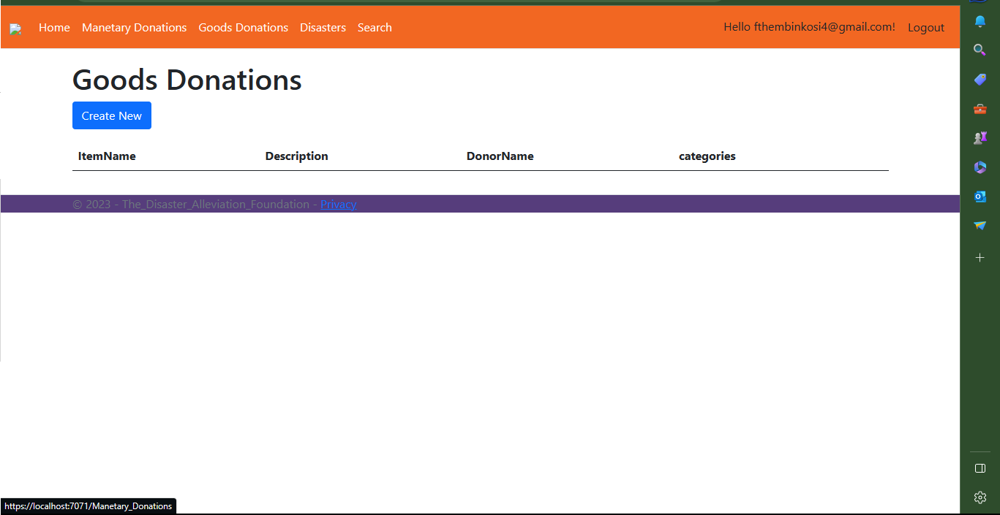 Home Manetary Donations Goods Donations Disasters Search Hello fthembinkosi4@gmail.com! Logout
Goods Donations
Create New
ItemName Description DonorName categories
© 2023 - The_Disaster_Alleviation_Foundation - Privacy
https://localhost:7071/Manetary_Donations